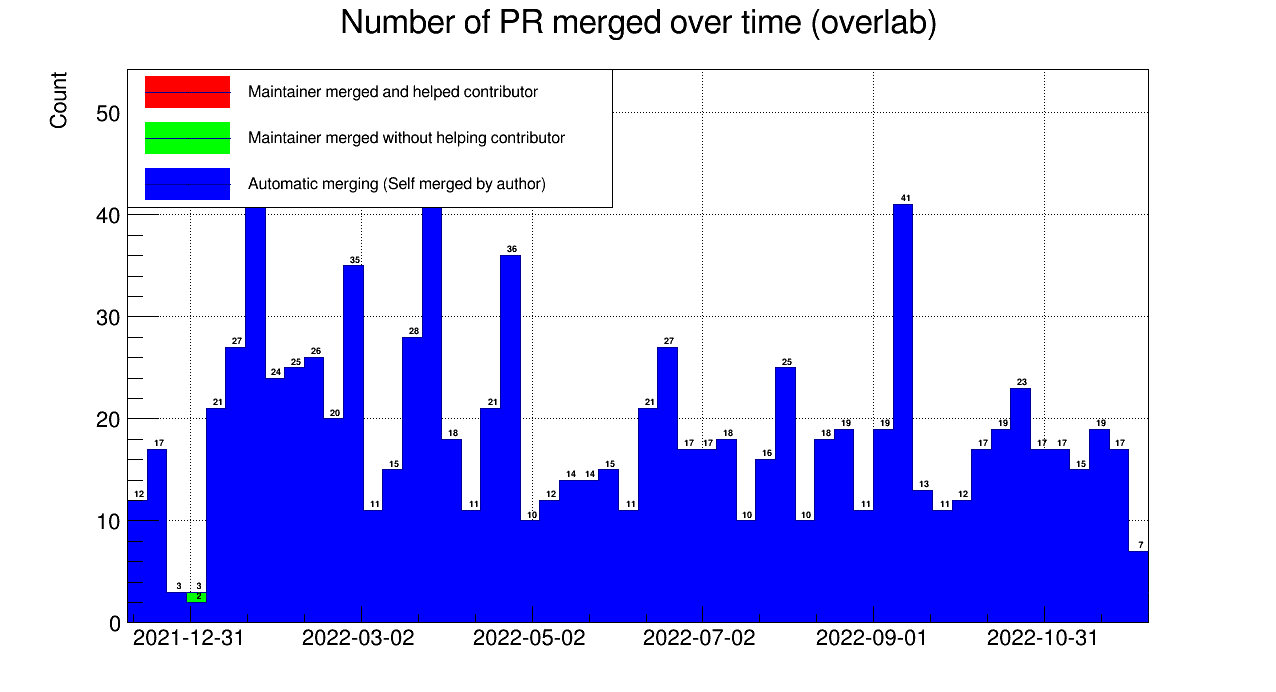 Number of PR merged over time (overlab)
Count
Maintainer merged and helped contributor
Maintainer merged without helping contributor
Automatic merging (Self merged by author)
50
40
30
20
10
0
12 17 3 3 2 21 27 24 25 26 20 35 11 15 28 18 11 21 36 10 12 14 14 15 11 21 27 17 17 18 10 16 25 10 18 19 11 19 41 13 11 12 17 19 23 17 17 15 19 17 7
2021-12-31 2022-03-02 2022-05-02 2022-07-02 2022-09-01 2022-10-31